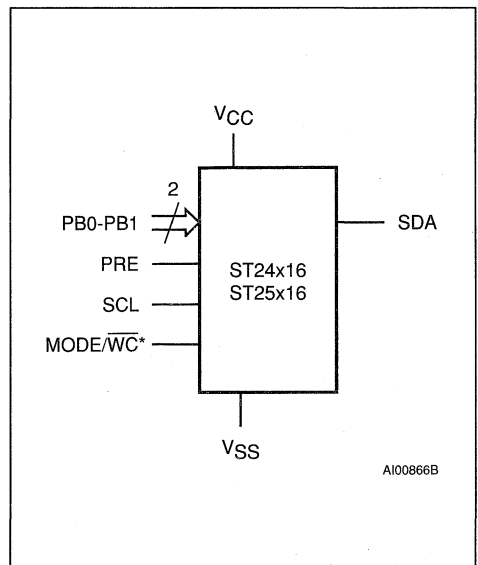 VCC
2
PB0-PB1
SDA
PRE
ST24x16
ST25x16
SCL
MODE/WC*
VSS
AI00866B